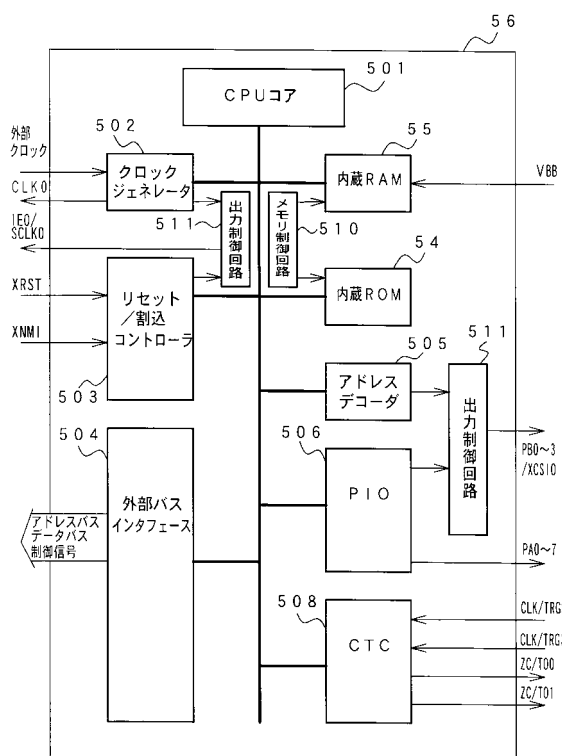 56
501
CPUコア
502
外部
クロック
クロック
ジェネレータ
CLKO
55
内蔵RAM
VBB
511
出力制御回路
メモリ制御回路
510
IEO/
SCLKO
54
内蔵ROM
XRST
リセット
/割込
コントローラ
XNMI
503
505
アドレス
デコーダ
511
出力制御回路
504
506
PIO
PB0~3
/XCSIO
外部バス
インタフェース
アドレスバス
データバス
制御信号
PA0~7
508
CTC
CLK/TRG
CLK/TRG
ZC/TO0
ZC/TO1